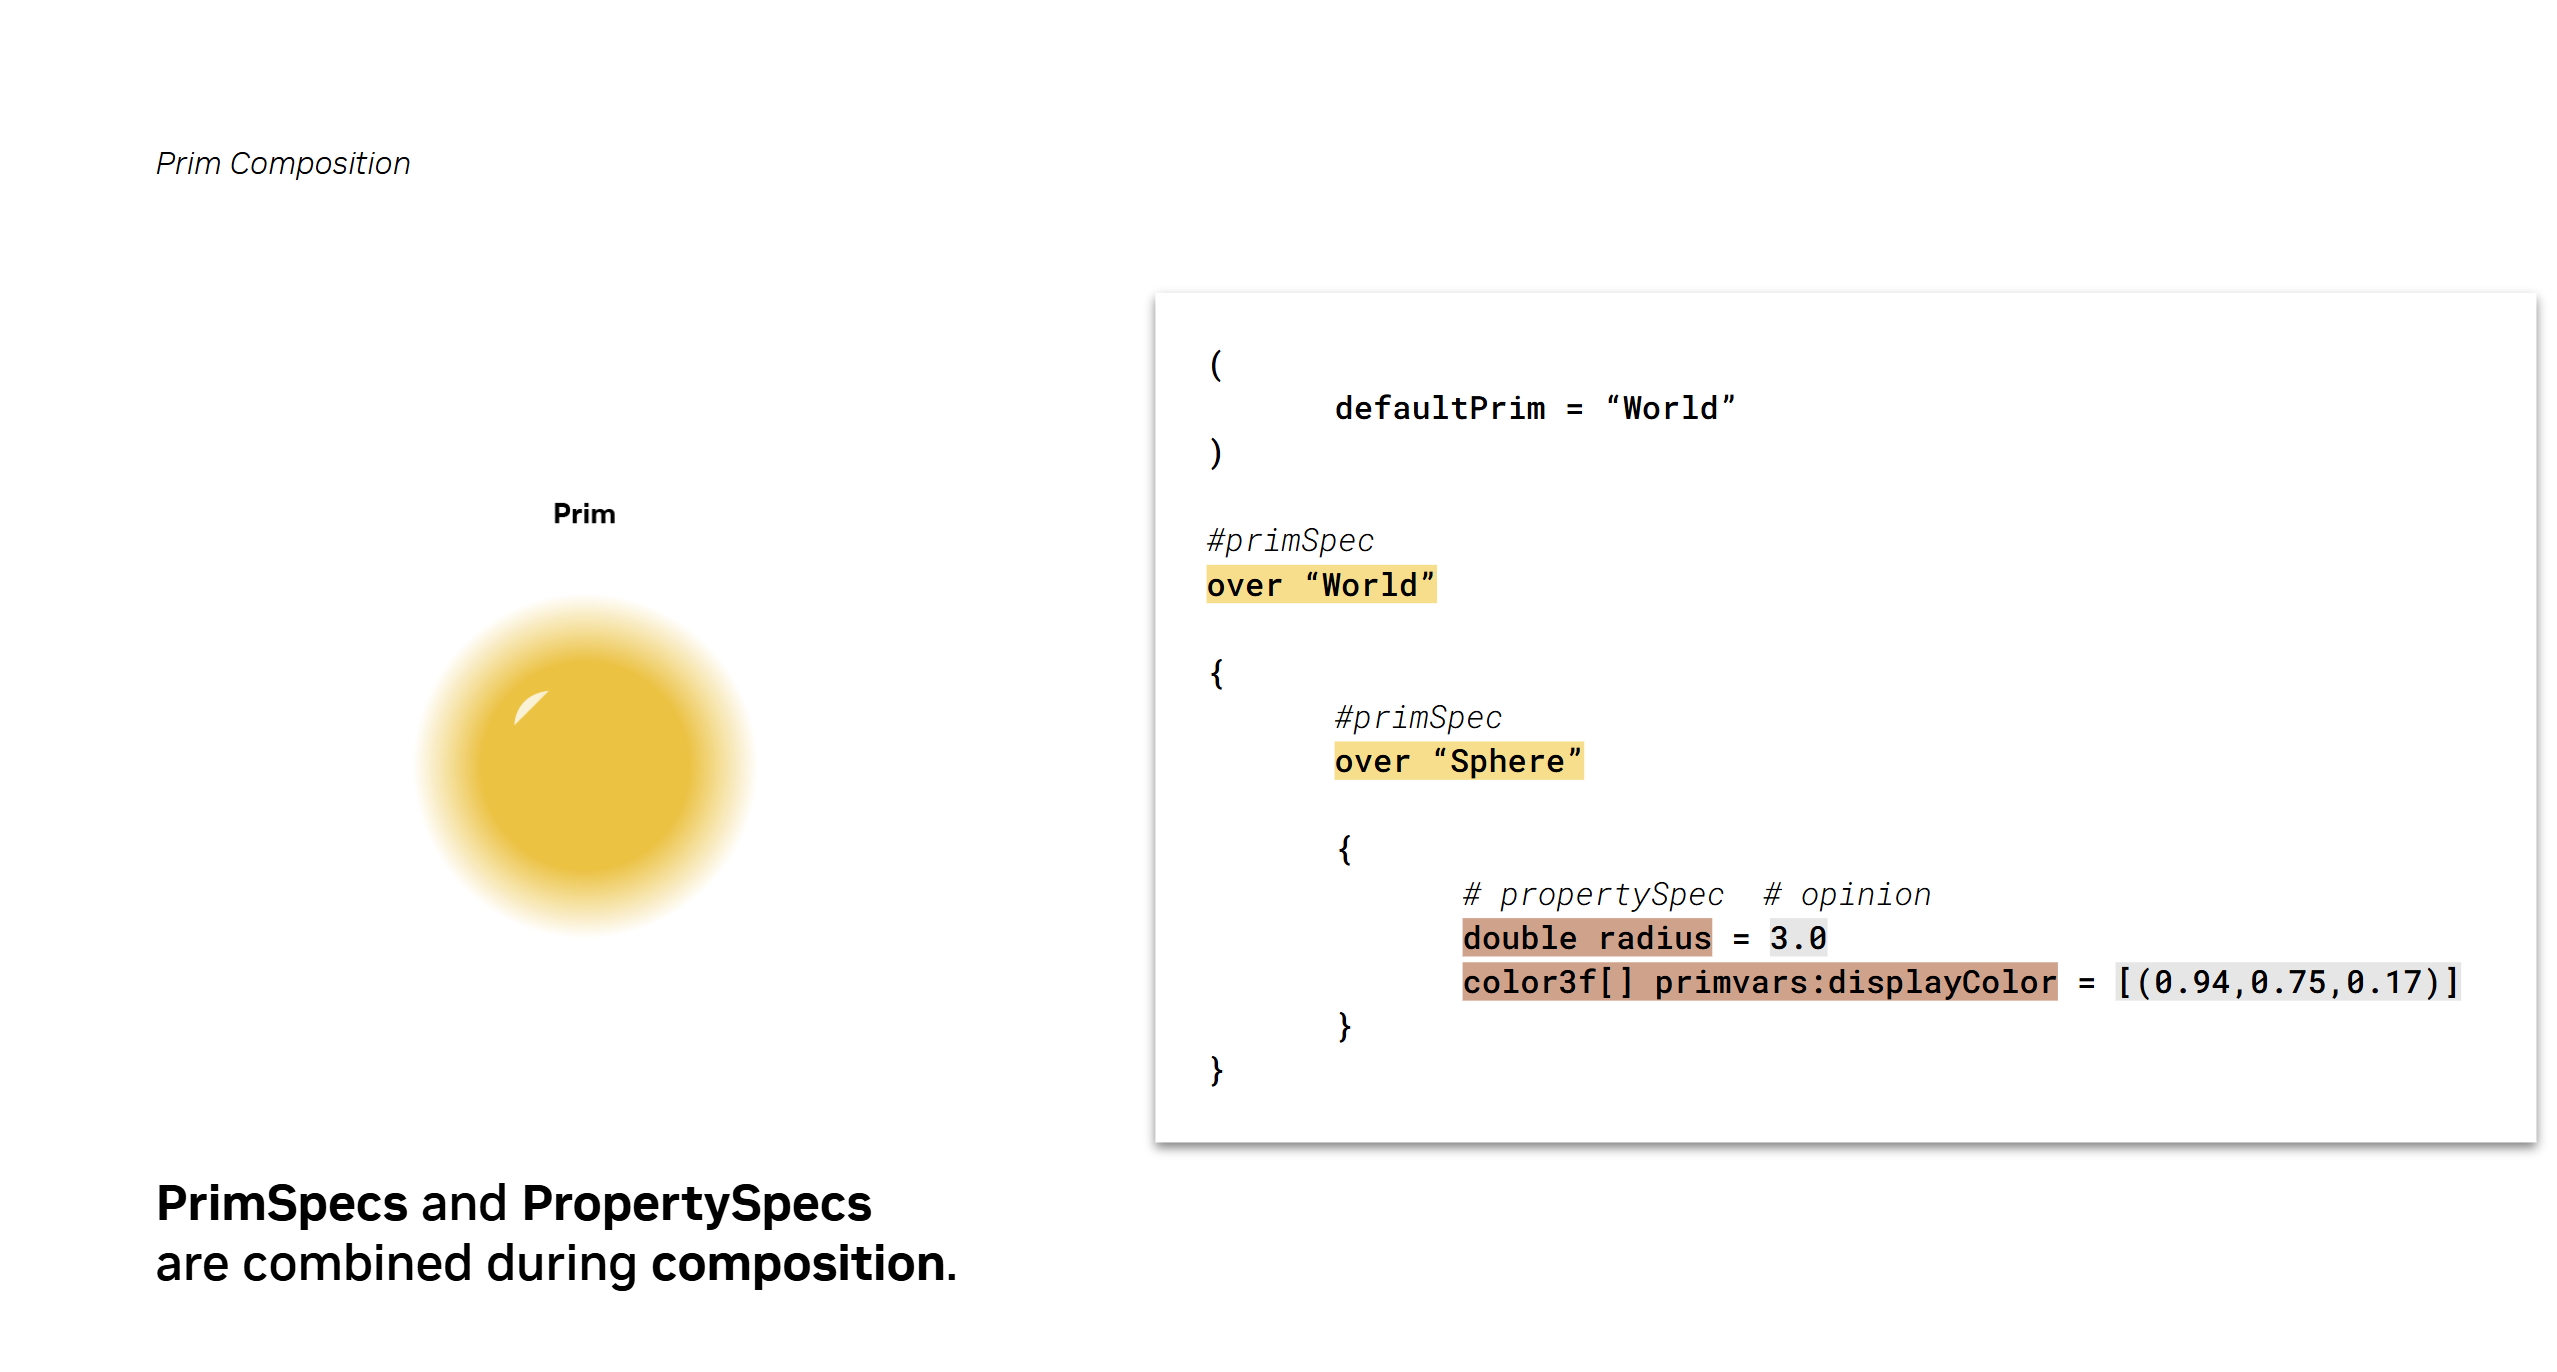 Prim Composition
Prim
(
defaultPrim = “World”
)
#primSpec
over “World”
{
#primSpec
over “Sphere”
{
# propertySpec # opinion
double radius = 3.0
color3f[] primvars:displayColor = [(0.94,0.75,0.17)]
}
}
PrimSpecs and PropertySpecs
are combined during composition.